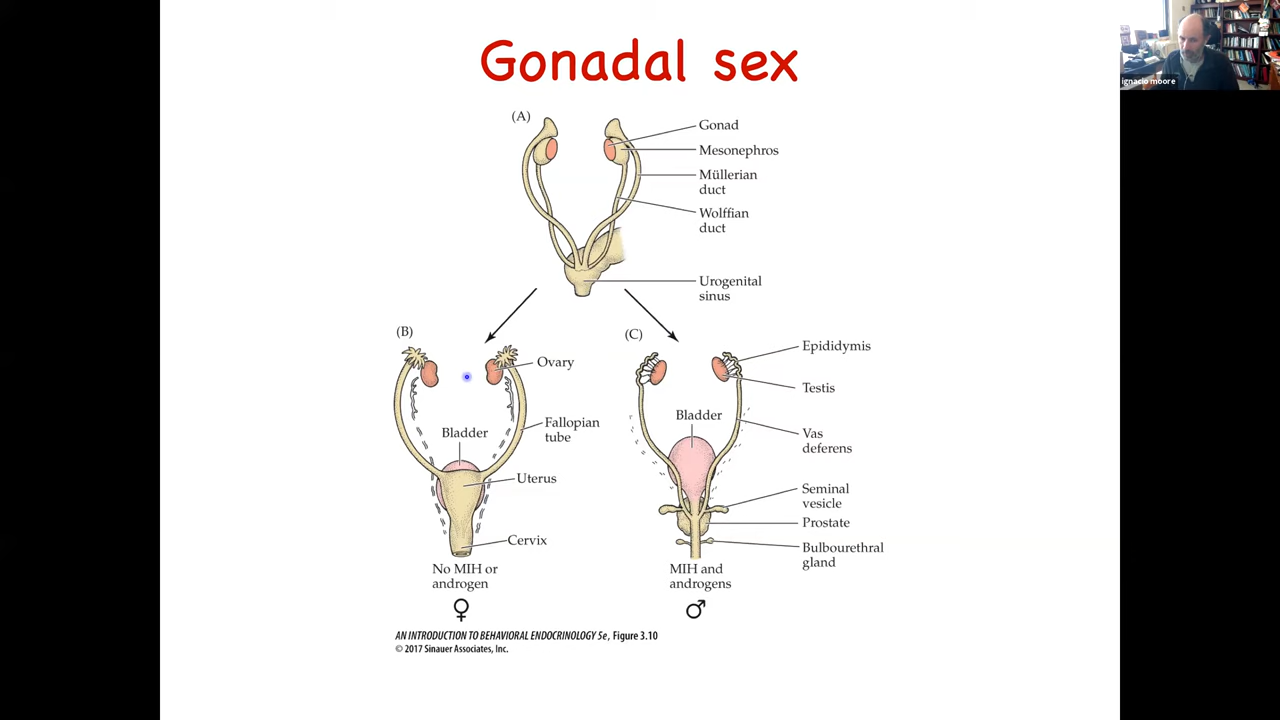 Gonadal sex
ignacio moore
(A)
Gonad
Mesonephros
Müllerian
duct
Wolffian
duct
Urogenital
sinus
(B)
Ovary
Fallopian
tube
Bladder
Uterus
Cervix
No MIH or
androgen
♀
(C)
Epididymis
Testis
Bladder
Vas
deferens
Seminal
vesicle
Prostate
Bulbourethral
gland
MIH and
androgens
♂
AN INTRODUCTION TO BEHAVIORAL ENDOCRINOLOGY 5e, Figure 3.10
© 2017 Sinauer Associates, Inc.